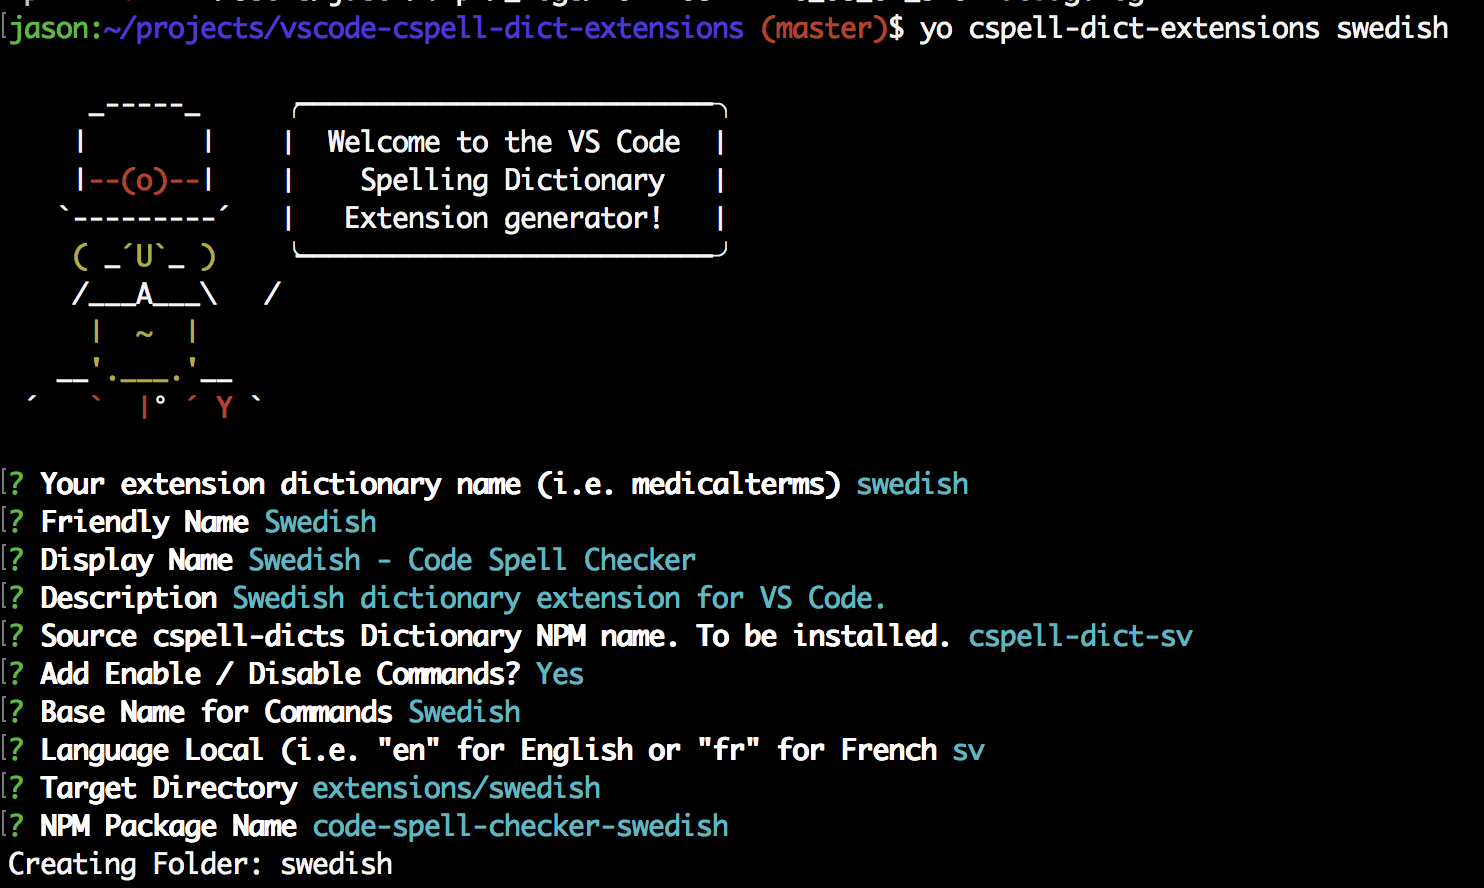 jason:~/projects/vscode-cspell-dict-extensions (master)$ yo cspell-dict-extensions swedish
Welcome to the VS Code
Spelling Dictionary
Extension generator!
? Your extension dictionary name (i.e. medicalterms) swedish
? Friendly Name Swedish
? Display Name Swedish - Code Spell Checker
? Description Swedish dictionary extension for VS Code.
? Source cspell-dicts Dictionary NPM name. To be installed. cspell-dict-sv
? Add Enable / Disable Commands? Yes
? Base Name for Commands Swedish
? Language Local (i.e. "en" for English or "fr" for French sv
? Target Directory extensions/swedish
? NPM Package Name code-spell-checker-swedish
Creating Folder: swedish